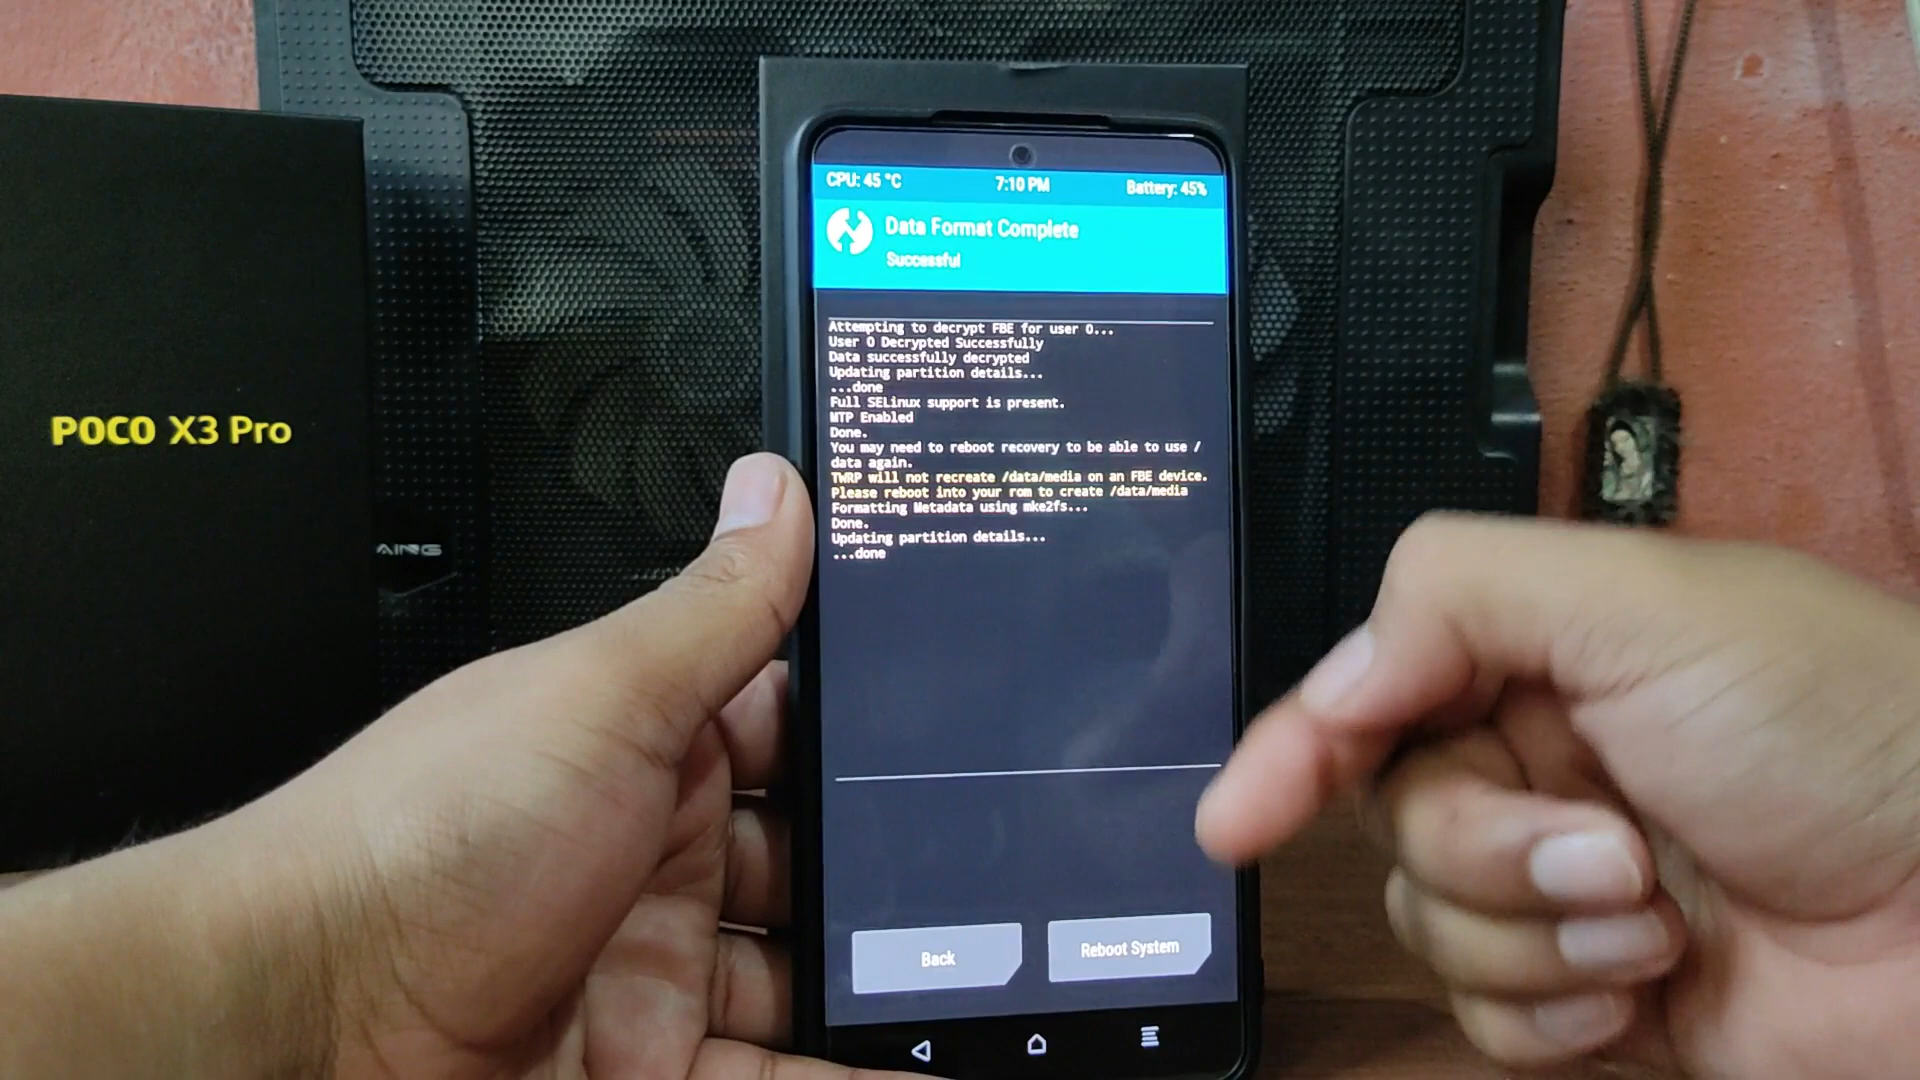 POCO X3 Pro
AING
CPU: 45 °C 7:10 PM Battery: 45%
Data Format Complete
Successful
Attempting to decrypt FBE for user 0...
User 0 Decrypted Successfully
Data successfully decrypted
Updating partition details...
...done
Full SELinux support is present.
MTP Enabled
Done.
You may need to reboot recovery to be able to use /
data again.
TWRP will not recreate /data/media on an FBE device.
Please reboot into your rom to create /data/media
Formatting Metadata using mke2fs...
Done.
Updating partition details...
...done
Back Reboot System